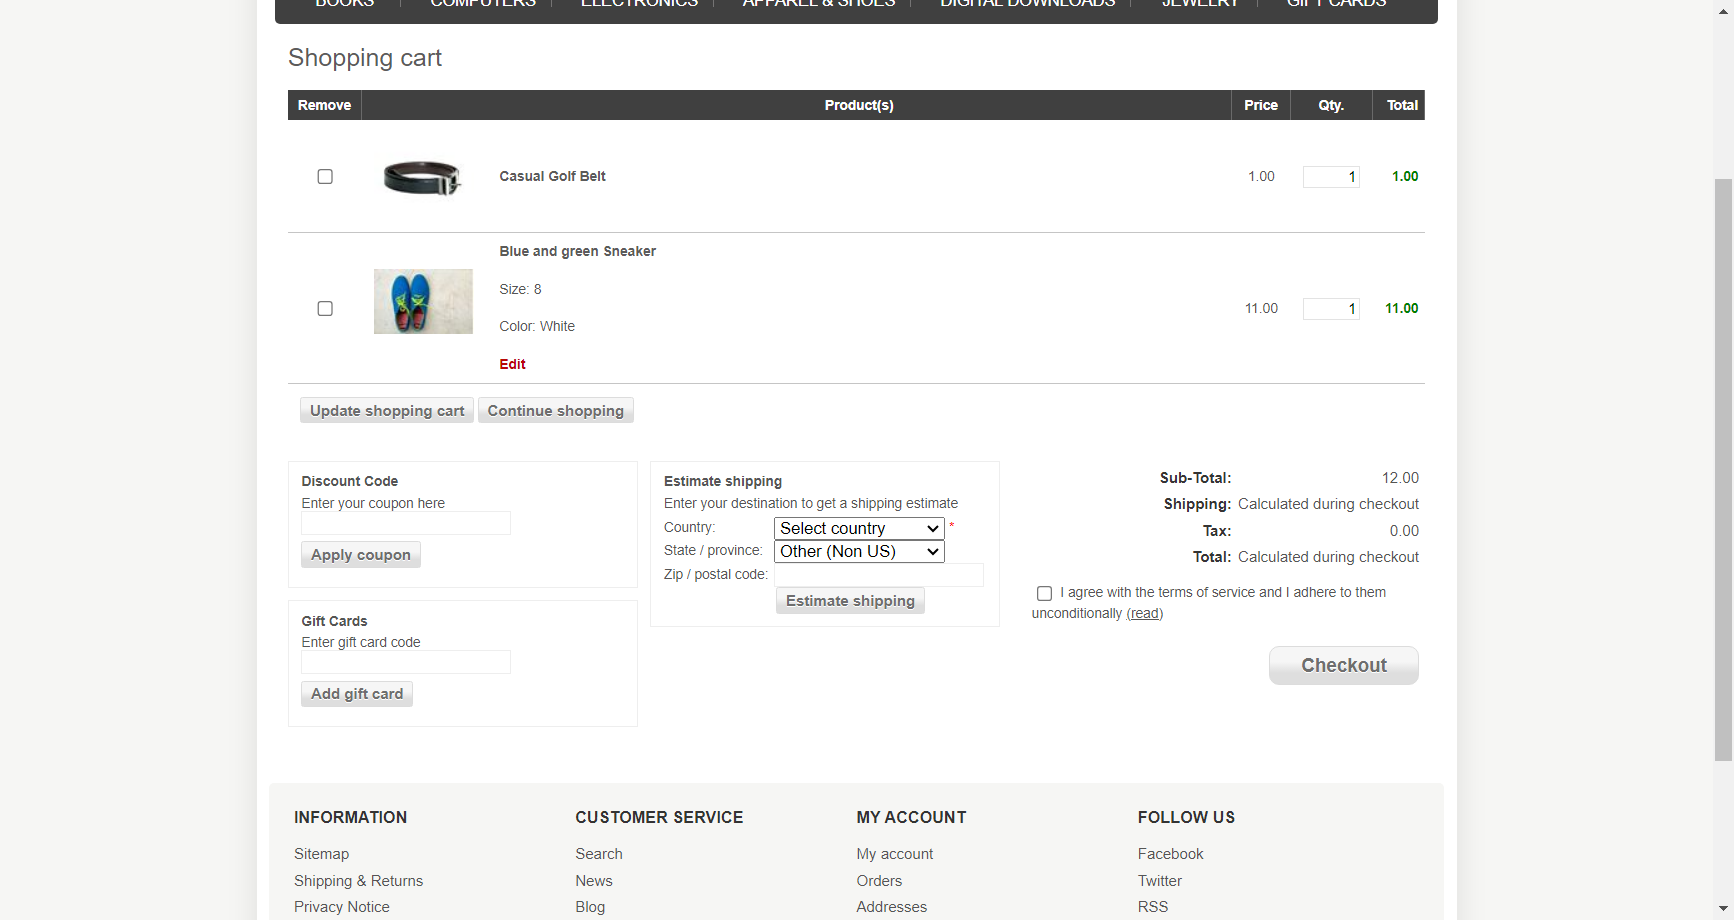 BOOKS COMPUTERS ELECTRONICS APPAREL & SHOES DIGITAL DOWNLOADS JEWELRY GIFT CARDS
Shopping cart
Remove Product(s) Price Qty. Total
Casual Golf Belt 1.00 1 1.00
Blue and green Sneaker
Size: 8
Color: White
11.00 1 11.00
Edit
Update shopping cart Continue shopping
Discount Code
Enter your coupon here
Apply coupon
Gift Cards
Enter gift card code
Add gift card
Estimate shipping
Enter your destination to get a shipping estimate
Country: Select country *
State / province: Other (Non US)
Zip / postal code:
Estimate shipping
Sub-Total: 12.00
Shipping: Calculated during checkout
Tax: 0.00
Total: Calculated during checkout
I agree with the terms of service and I adhere to them
unconditionally (read)
Checkout
INFORMATION
Sitemap
Shipping & Returns
Privacy Notice
CUSTOMER SERVICE
Search
News
Blog
MY ACCOUNT
My account
Orders
Addresses
FOLLOW US
Facebook
Twitter
RSS